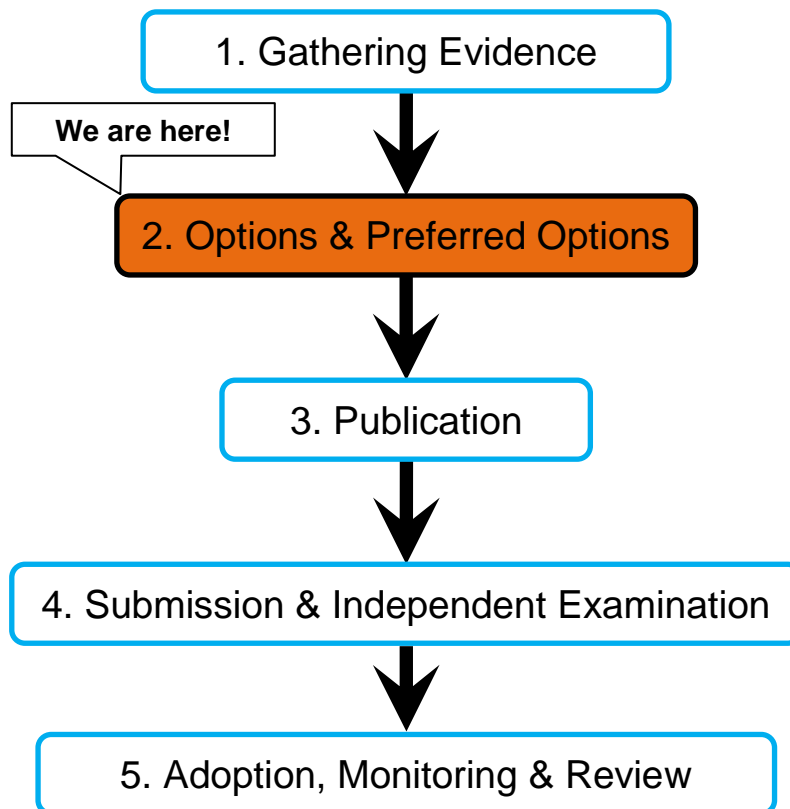 1. Gathering Evidence
We are here!
2. Options & Preferred Options
3. Publication
4. Submission & Independent Examination
5. Adoption, Monitoring & Review